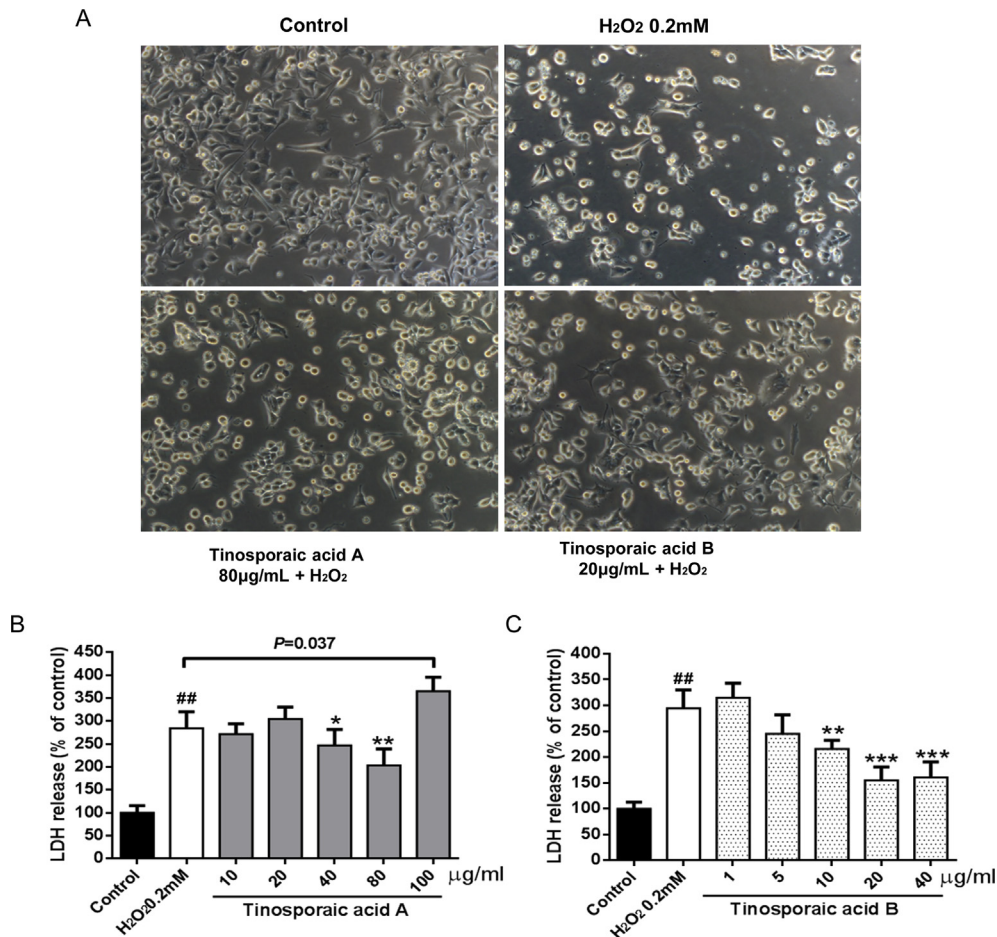 A
Control
H₂O₂ 0.2mM
Tinosporaic acid A
80µg/mL + H₂O₂
Tinosporaic acid B
20µg/mL + H₂O₂
B
P=0.037
LDH release (% of control)
450
400
350
300
250
200
150
100
50
0
##
*
**
Control
H₂O₂0.2mM
10
20
40
80
100
µg/ml
Tinosporaic acid A
C
LDH release (% of control)
400
350
300
250
200
150
100
50
0
##
**
***
***
Control
H₂O₂ 0.2mM
1
5
10
20
40
µg/ml
Tinosporaic acid B